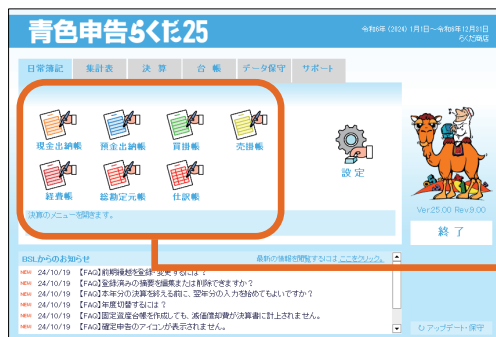 青色申告らくだ25
令和6年 (2024) 1月1日～令和6年12月31日
らくだ商店
日常簿記 集計表 決 算 台 帳 データ保守 サポート
現金出納帳 預金出納帳 買掛帳 売掛帳
経費帳 総勘定元帳 仕訳帳
設 定
決算のメニューを開きます。
Ver.25.00 Rev.9.00
終 了
BSLからのお知らせ 最新の情報を閲覧するにはここをクリック。
NEW 24/10/19 【FAQ】前期繰越を登録・変更するには？
NEW 24/10/19 【FAQ】登録済みの摘要を編集または削除できますか？
NEW 24/10/19 【FAQ】本年分の決算を終える前に、翌年分の入力を始めてもよいですか？
NEW 24/10/19 【FAQ】年度切替するには？
NEW 24/10/19 【FAQ】固定資産台帳を作成しても、減価償却費が決算書に計上されません。
NEW 24/10/19 【FAQ】確定申告のアイコンが表示されません。
アップデート・保守